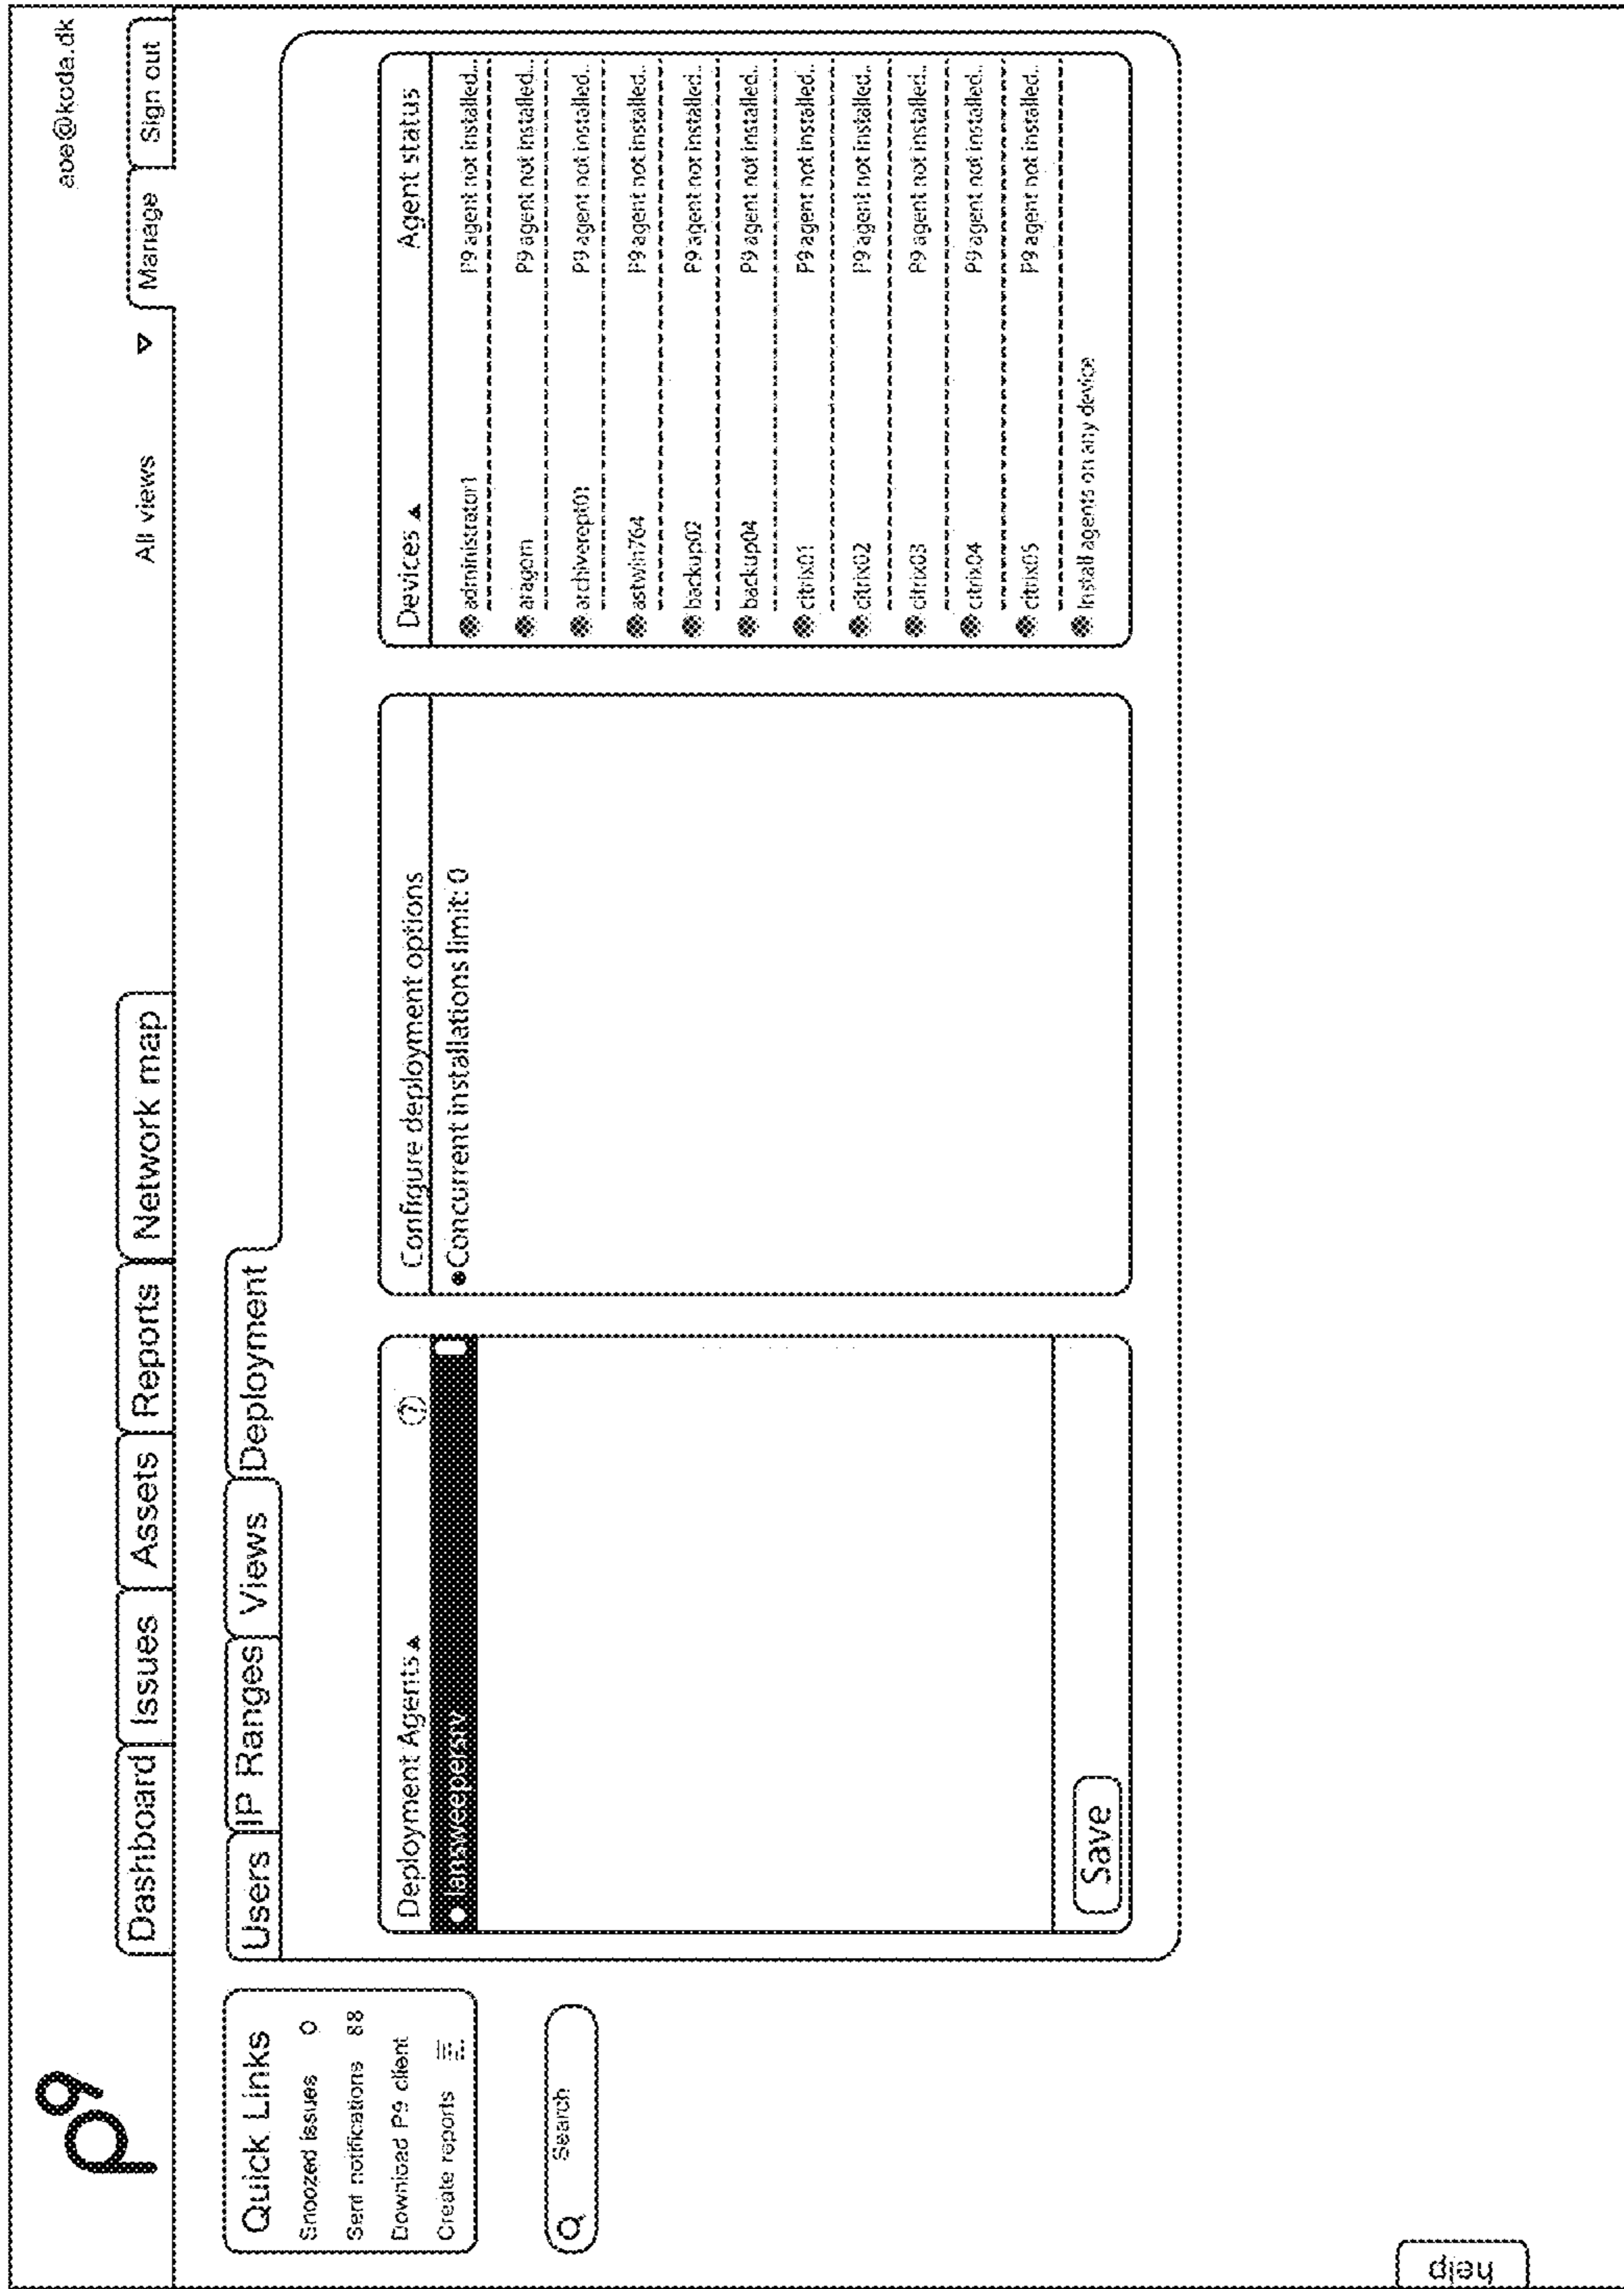 p9
aoe@koda.dk
Dashboard Issues Assets Reports Network map All views Manage Sign out
Quick Links
Snoozed issues 0
Sent notifications 88
Download P9 client
Create reports
Search
Users IP Ranges Views Deployment
Deployment Agents ?
lansweepersrv
Save
Configure deployment options
Concurrent installations limit: 0
Devices Agent status
administrator1 P9 agent not installed...
aragorn P9 agent not installed...
archiverept01 P9 agent not installed..
astwin764 P9 agent not installed..
backup02 P9 agent not installed..
backup04 P9 agent not installed..
citrix01 P9 agent not installed..
citrix02 P9 agent not installed..
citrix03 P9 agent not installed..
citrix04 P9 agent not installed..
citrix05 P9 agent not installed..
Install agents on any device
help